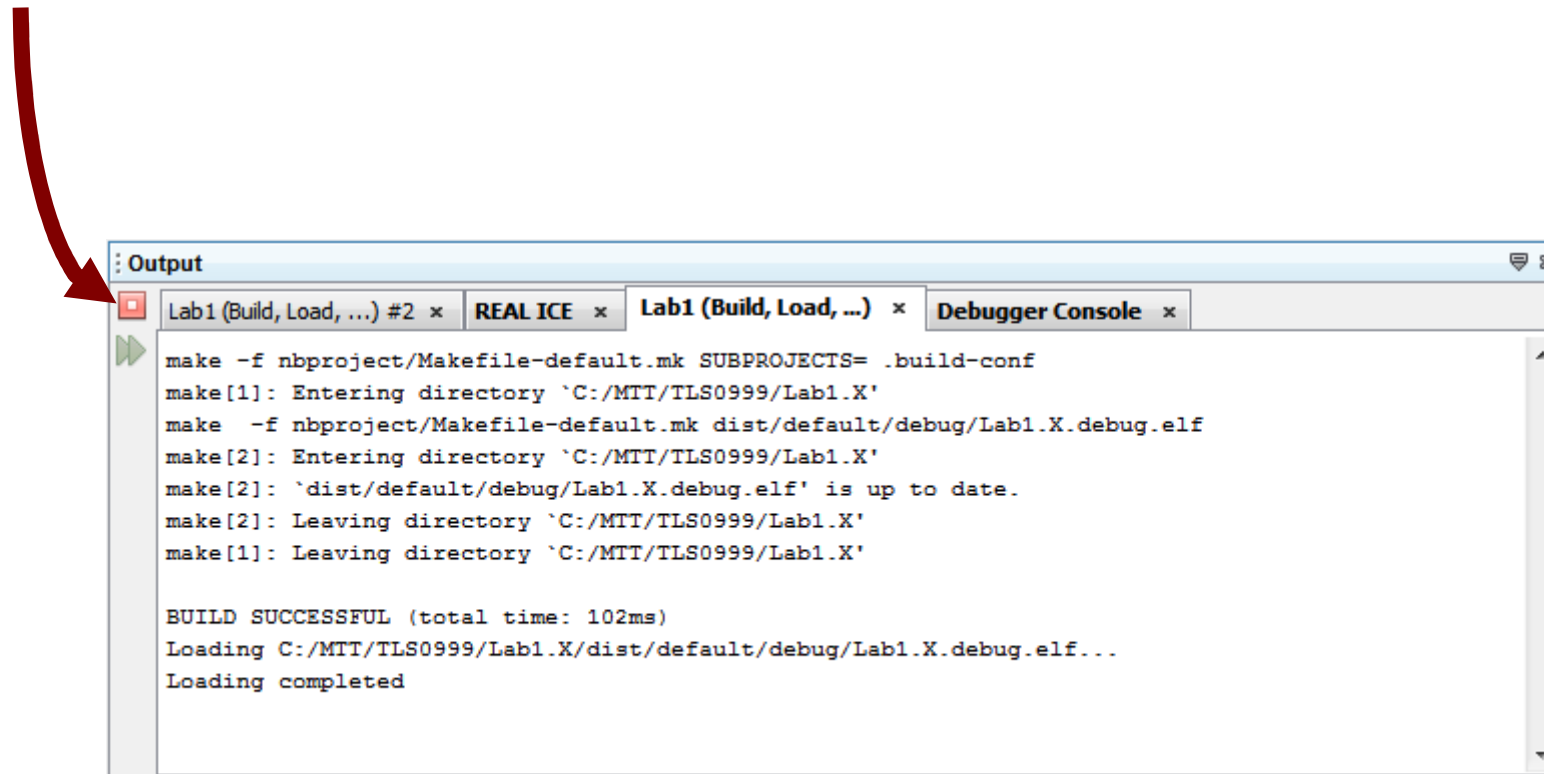 Output
Lab1 (Build, Load, ...) #2 × REAL ICE × Lab1 (Build, Load, ...) × Debugger Console ×
make -f nbproject/Makefile-default.mk SUBPROJECTS= .build-conf
make[1]: Entering directory `C:/MTT/TLS0999/Lab1.X'
make  -f nbproject/Makefile-default.mk dist/default/debug/Lab1.X.debug.elf
make[2]: Entering directory `C:/MTT/TLS0999/Lab1.X'
make[2]: `dist/default/debug/Lab1.X.debug.elf' is up to date.
make[2]: Leaving directory `C:/MTT/TLS0999/Lab1.X'
make[1]: Leaving directory `C:/MTT/TLS0999/Lab1.X'
BUILD SUCCESSFUL (total time: 102ms)
Loading C:/MTT/TLS0999/Lab1.X/dist/default/debug/Lab1.X.debug.elf...
Loading completed